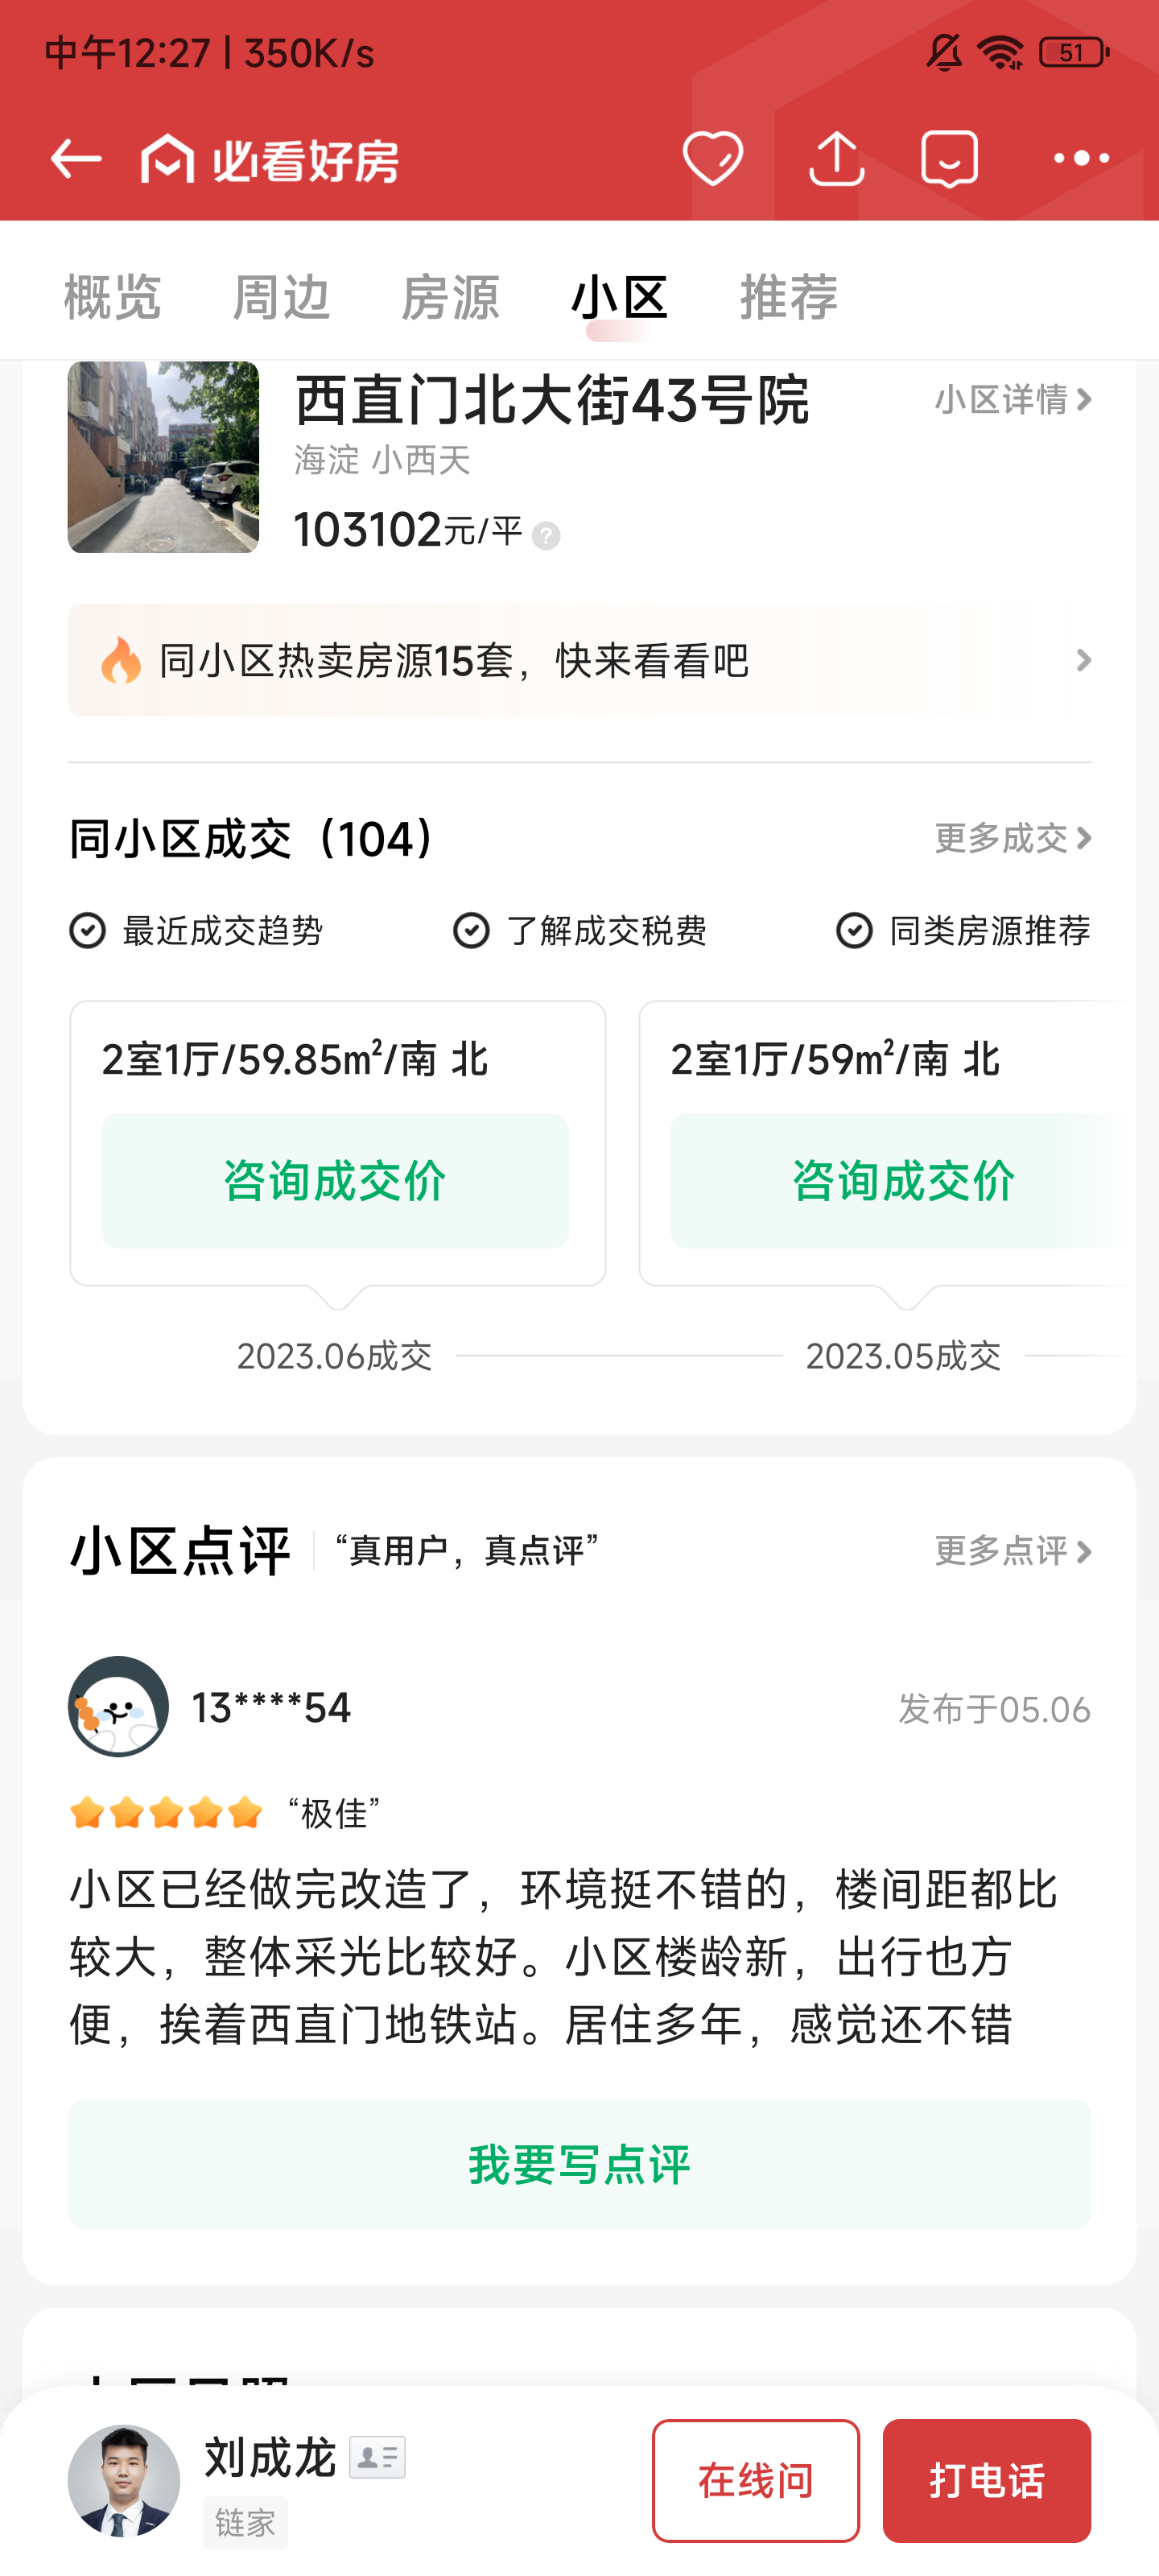 中午12:27 | 350K/s
51
必看好房
概览 周边 房源 小区 推荐
西直门北大街43号院 小区详情
海淀 小西天
103102元/平 ?
同小区热卖房源15套，快来看看吧
同小区成交（104） 更多成交
最近成交趋势 了解成交税费 同类房源推荐
2室1厅/59.85m²/南 北 2室1厅/59m²/南 北
咨询成交价 咨询成交价
2023.06成交 2023.05成交
小区点评 “真用户，真点评” 更多点评
13****54 发布于05.06
“极佳”
小区已经做完改造了，环境挺不错的，楼间距都比
较大，整体采光比较好。小区楼龄新，出行也方
便，挨着西直门地铁站。居住多年，感觉还不错
我要写点评
刘成龙
链家
在线问 打电话